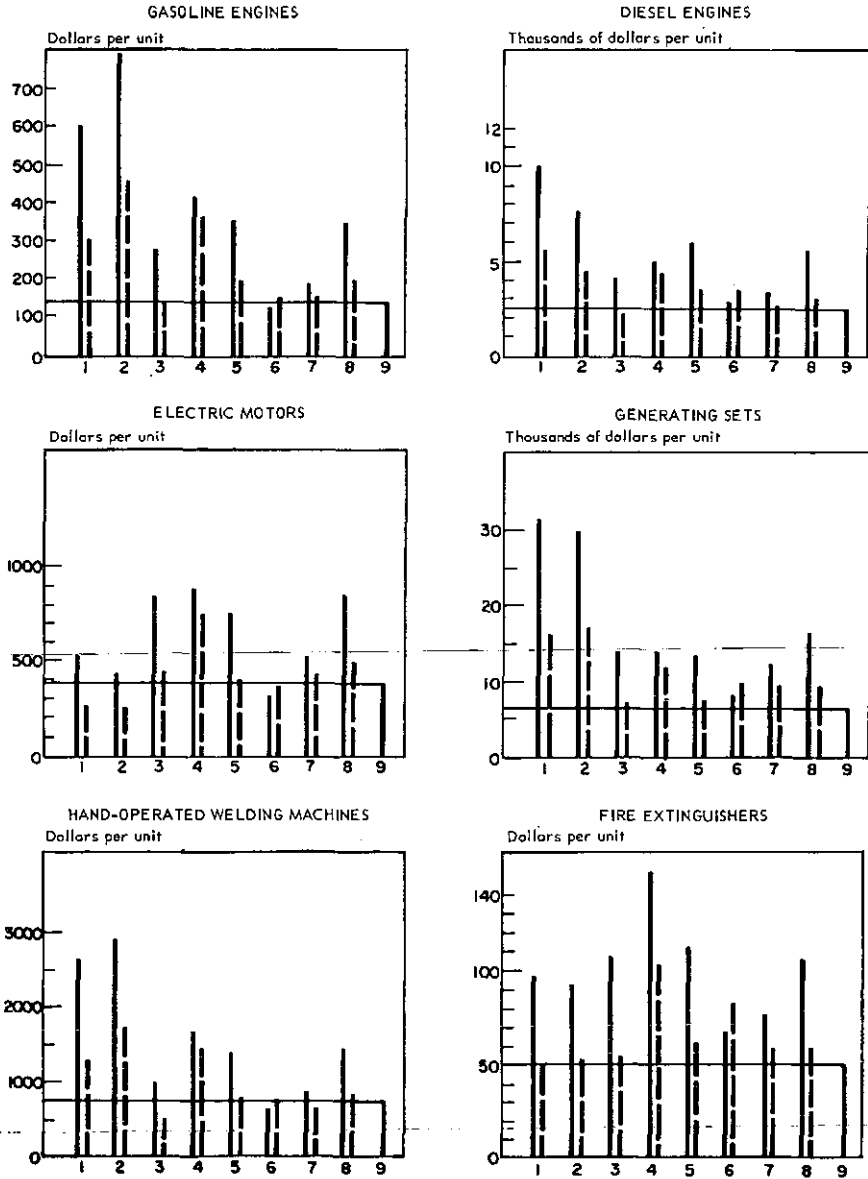 GASOLINE ENGINES
Dollars per unit
700
600
500
400
300
200
100
0
1 2 3 4 5 6 7 8 9
DIESEL ENGINES
Thousands of dollars per unit
12
10
5
0
1 2 3 4 5 6 7 8 9
ELECTRIC MOTORS
Dollars per unit
1000
500
0
1 2 3 4 5 6 7 8 9
GENERATING SETS
Thousands of dollars per unit
30
20
10
0
1 2 3 4 5 6 7 8 9
HAND-OPERATED WELDING MACHINES
Dollars per unit
3000
2000
1000
0
1 2 3 4 5 6 7 8 9
FIRE EXTINGUISHERS
Dollars per unit
140
100
50
0
1 2 3 4 5 6 7 8 9